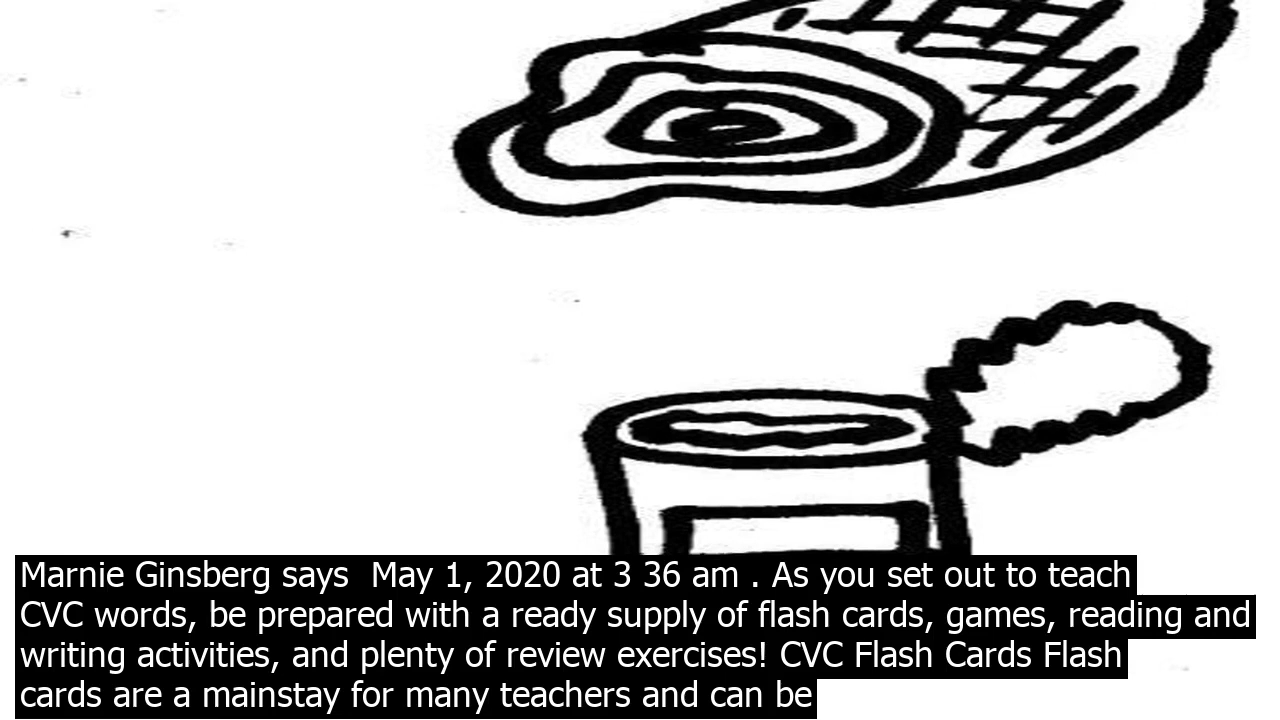 Marnie Ginsberg says  May 1, 2020 at 3 36 am . As you set out to teach
CVC words, be prepared with a ready supply of flash cards, games, reading and
writing activities, and plenty of review exercises! CVC Flash Cards Flash
cards are a mainstay for many teachers and can be